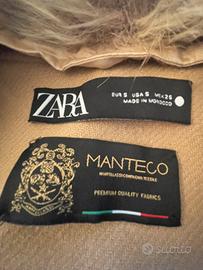 ZARA
EUR S USA S MEX 26
MADE IN MOROCCO
MANTECO
PREMIUM QUALITY FABRICS
subito